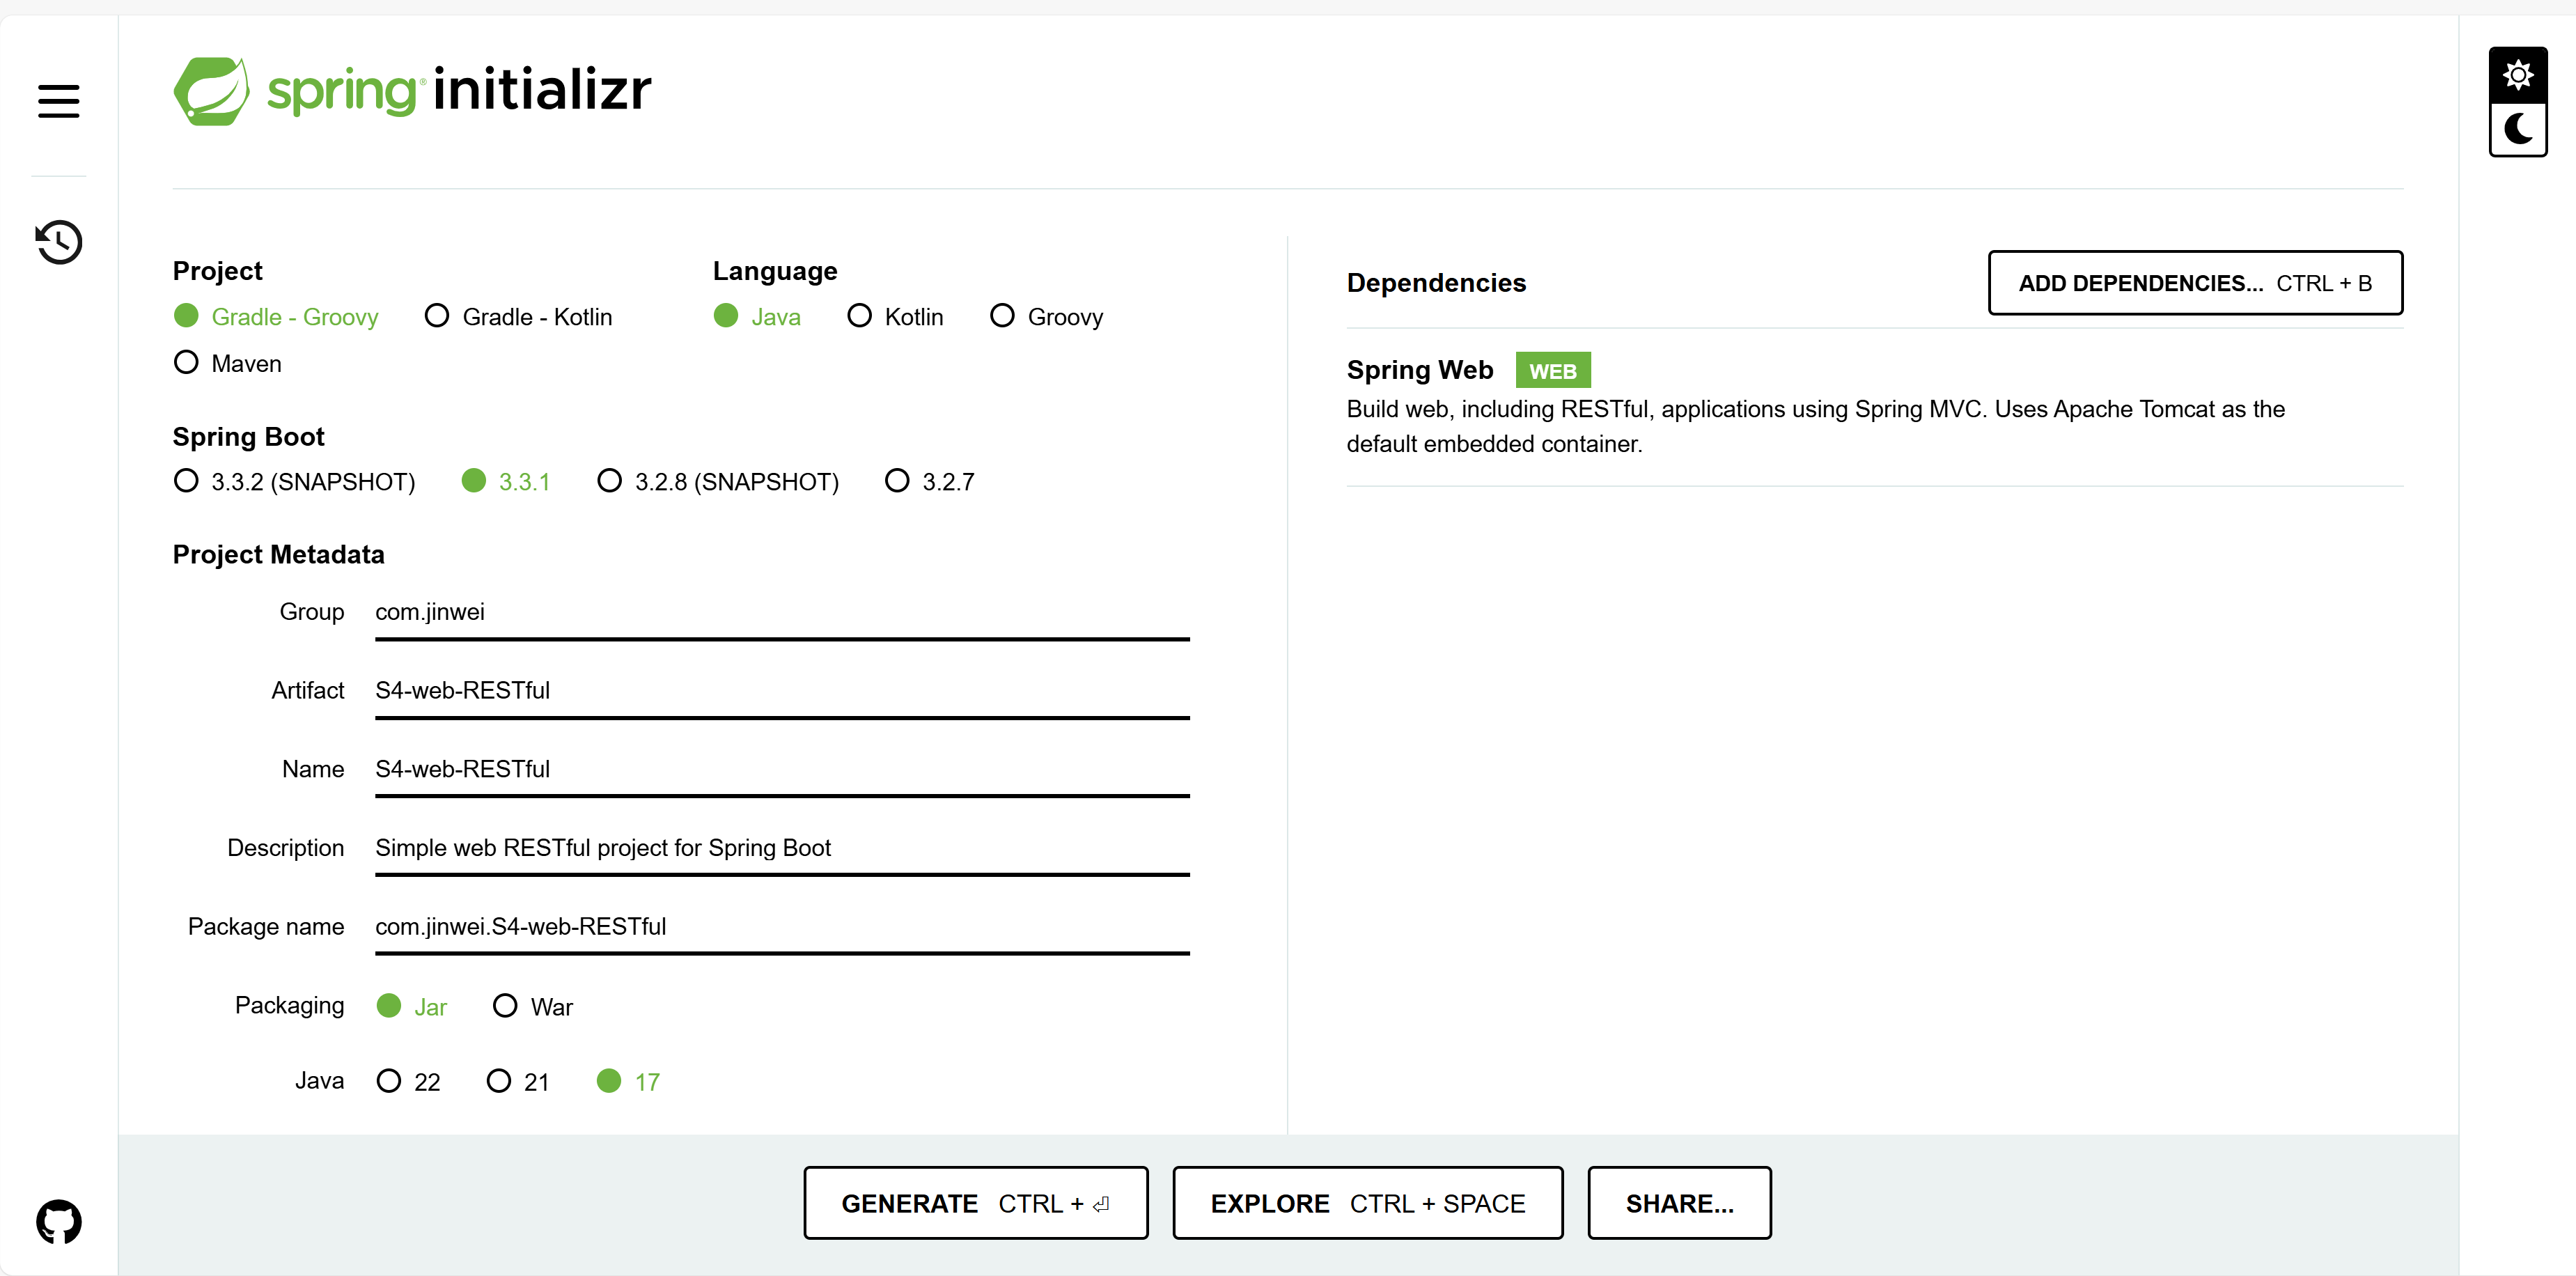 spring initializr
Project
Gradle - Groovy Gradle - Kotlin
Maven
Language
Java Kotlin Groovy
Spring Boot
3.3.2 (SNAPSHOT) 3.3.1 3.2.8 (SNAPSHOT) 3.2.7
Project Metadata
Group com.jinwei
Artifact S4-web-RESTful
Name S4-web-RESTful
Description Simple web RESTful project for Spring Boot
Package name com.jinwei.S4-web-RESTful
Packaging Jar War
Java 22 21 17
Dependencies
ADD DEPENDENCIES... CTRL + B
Spring Web WEB
Build web, including RESTful, applications using Spring MVC. Uses Apache Tomcat as the
default embedded container.
GENERATE CTRL + ⏎
EXPLORE CTRL + SPACE
SHARE...